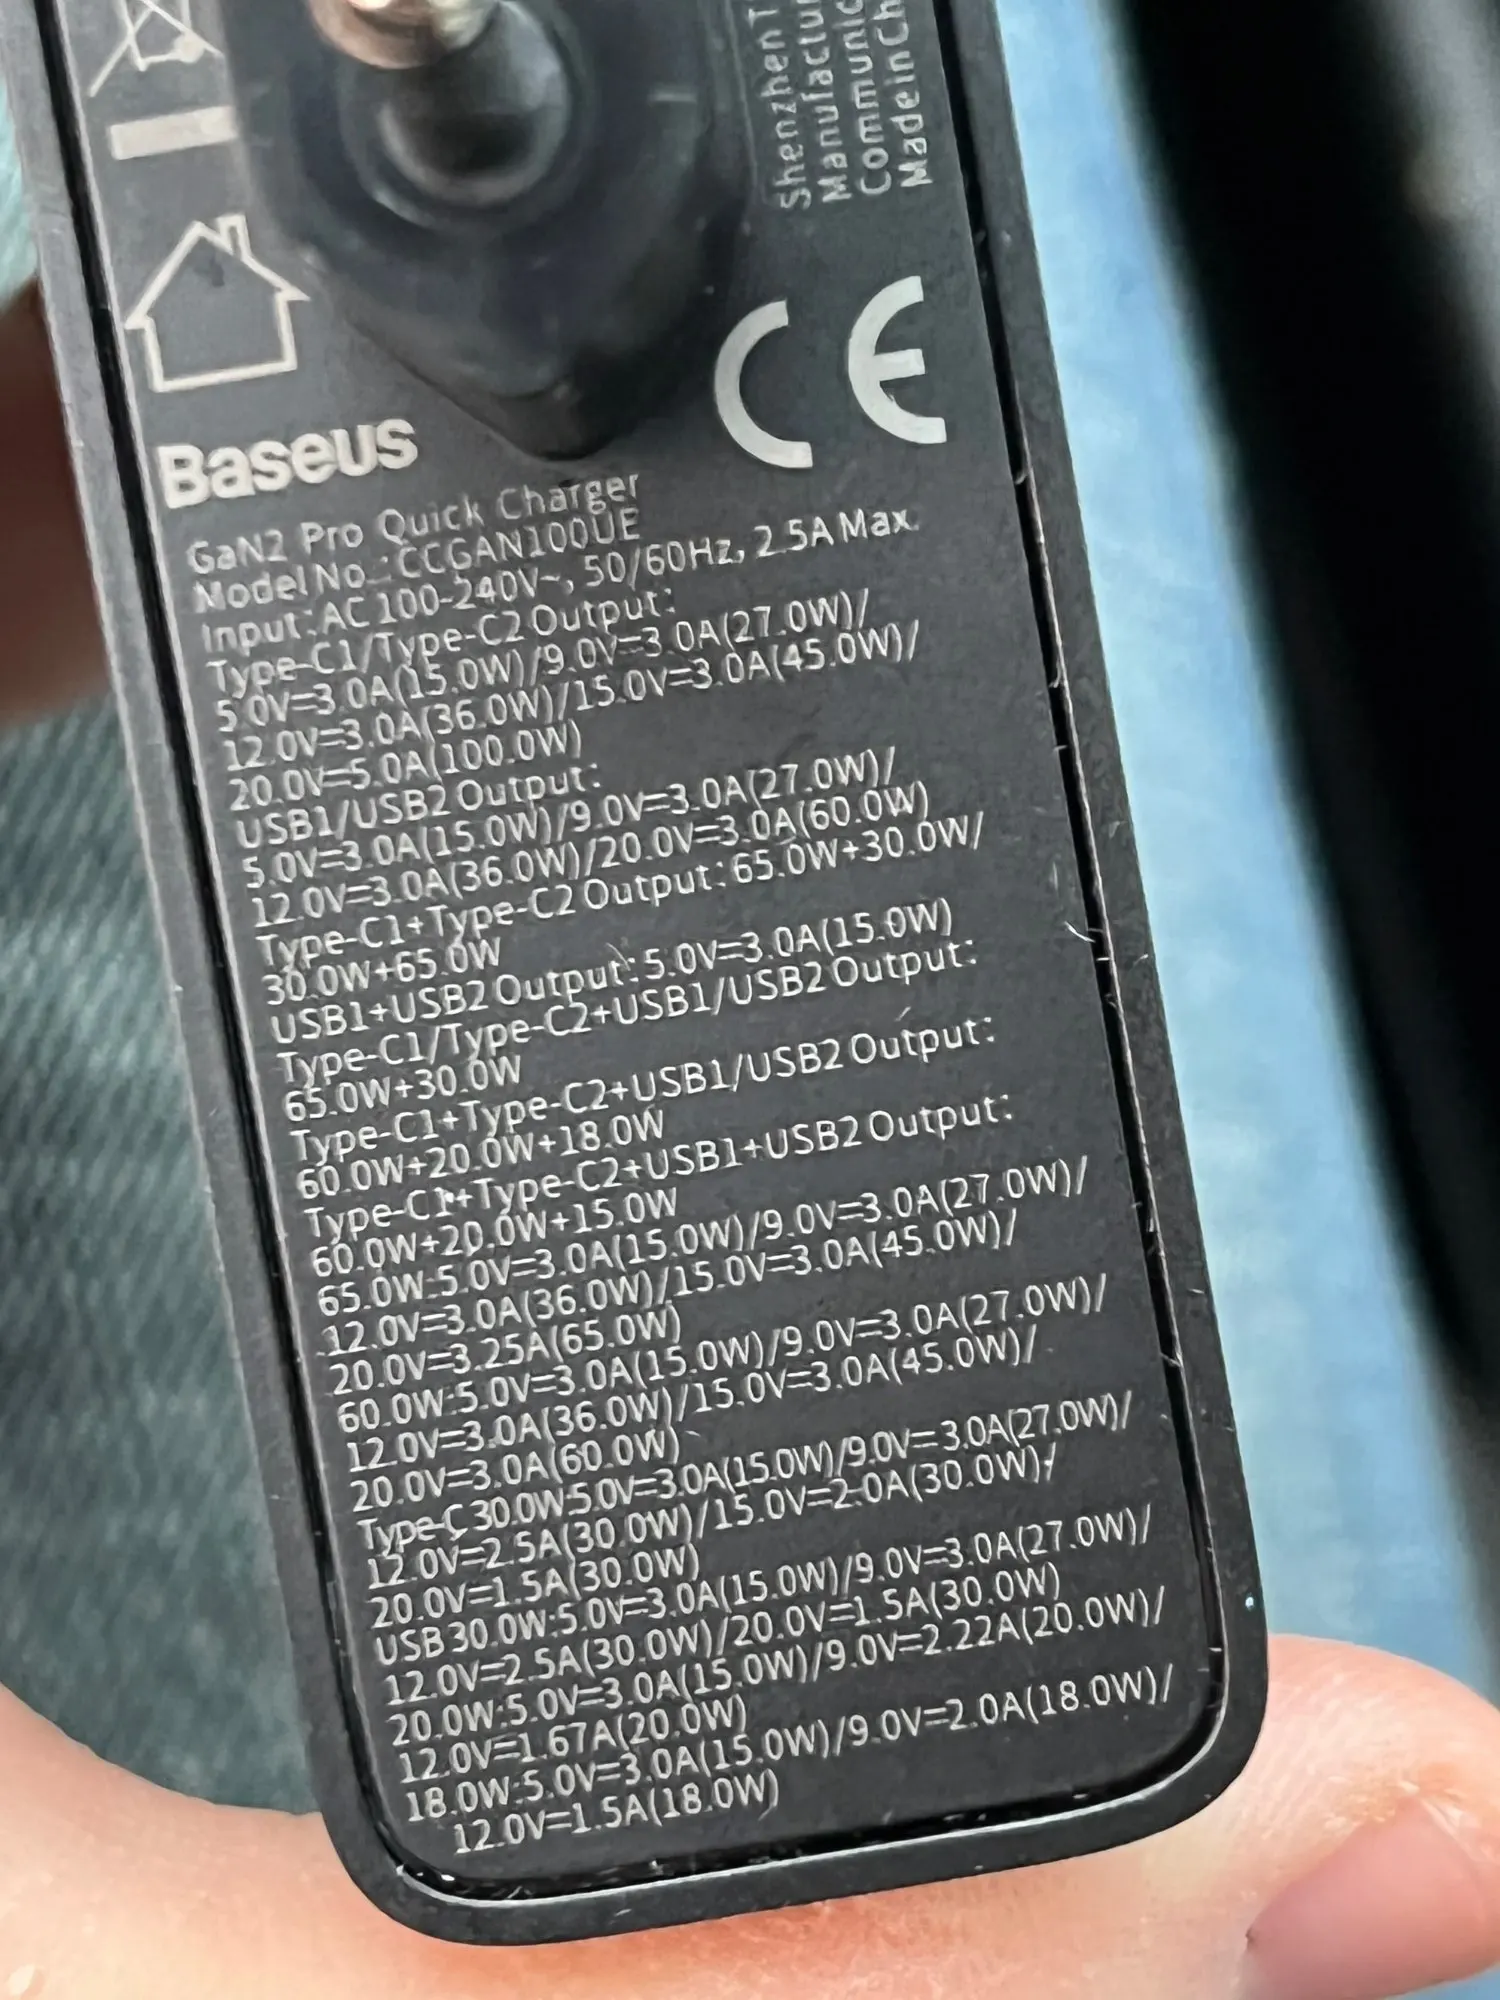 Shenzhen
Manufactu
Communic
MadeinCh
CE
Baseus
GaN2 Pro Quick Charger
Model No.:CCGAN100UE
Input:AC 100-240V~, 50/60Hz, 2.5A Max.
Type-C1/Type-C2 Output:
5.0V=3.0A(15.0W)/9.0V=3.0A(27.0W)/
12.0V=3.0A(36.0W)/15.0V=3.0A(45.0W)/
20.0V=5.0A(100.0W)
USB1/USB2 Output:
5.0V=3.0A(15.0W)/9.0V=3.0A(27.0W)/
12.0V=3.0A(36.0W)/20.0V=3.0A(60.0W)
Type-C1+Type-C2 Output:65.0W+30.0W/
30.0W+65.0W
USB1+USB2 Output:5.0V=3.0A(15.0W)
Type-C1/Type-C2+USB1/USB2 Output:
65.0W+30.0W
Type-C1+Type-C2+USB1/USB2 Output:
60.0W+20.0W+18.0W
Type-C1+Type-C2+USB1+USB2 Output:
60.0W+20.0W+15.0W
65.0W:5.0V=3.0A(15.0W)/9.0V=3.0A(27.0W)/
12.0V=3.0A(36.0W)/15.0V=3.0A(45.0W)/
20.0V=3.25A(65.0W)
60.0W:5.0V=3.0A(15.0W)/9.0V=3.0A(27.0W)/
12.0V=3.0A(36.0W)/15.0V=3.0A(45.0W)/
20.0V=3.0A(60.0W)
Type-C 30.0W:5.0V=3.0A(15.0W)/9.0V=3.0A(27.0W)/
12.0V=2.5A(30.0W)/15.0V=2.0A(30.0W)/
20.0V=1.5A(30.0W)
USB 30.0W:5.0V=3.0A(15.0W)/9.0V=3.0A(27.0W)/
12.0V=2.5A(30.0W)/20.0V=1.5A(30.0W)
20.0W:5.0V=3.0A(15.0W)/9.0V=2.22A(20.0W)/
12.0V=1.67A(20.0W)
18.0W:5.0V=3.0A(15.0W)/9.0V=2.0A(18.0W)/
12.0V=1.5A(18.0W)